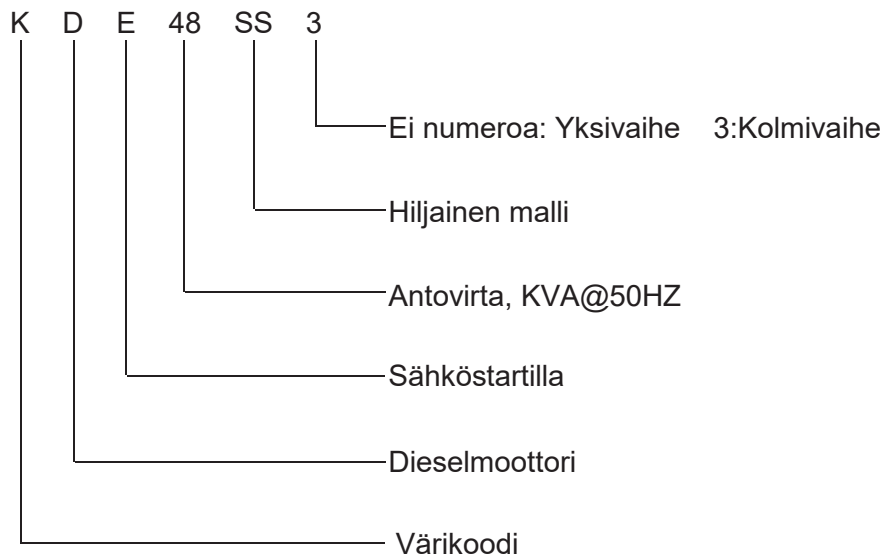 K D E 48 SS 3
Ei numeroa: Yksivaihe 3:Kolmivaihe
Hiljainen malli
Antovirta, KVA@50HZ
Sähköstartilla
Dieselmoottori
Värikoodi